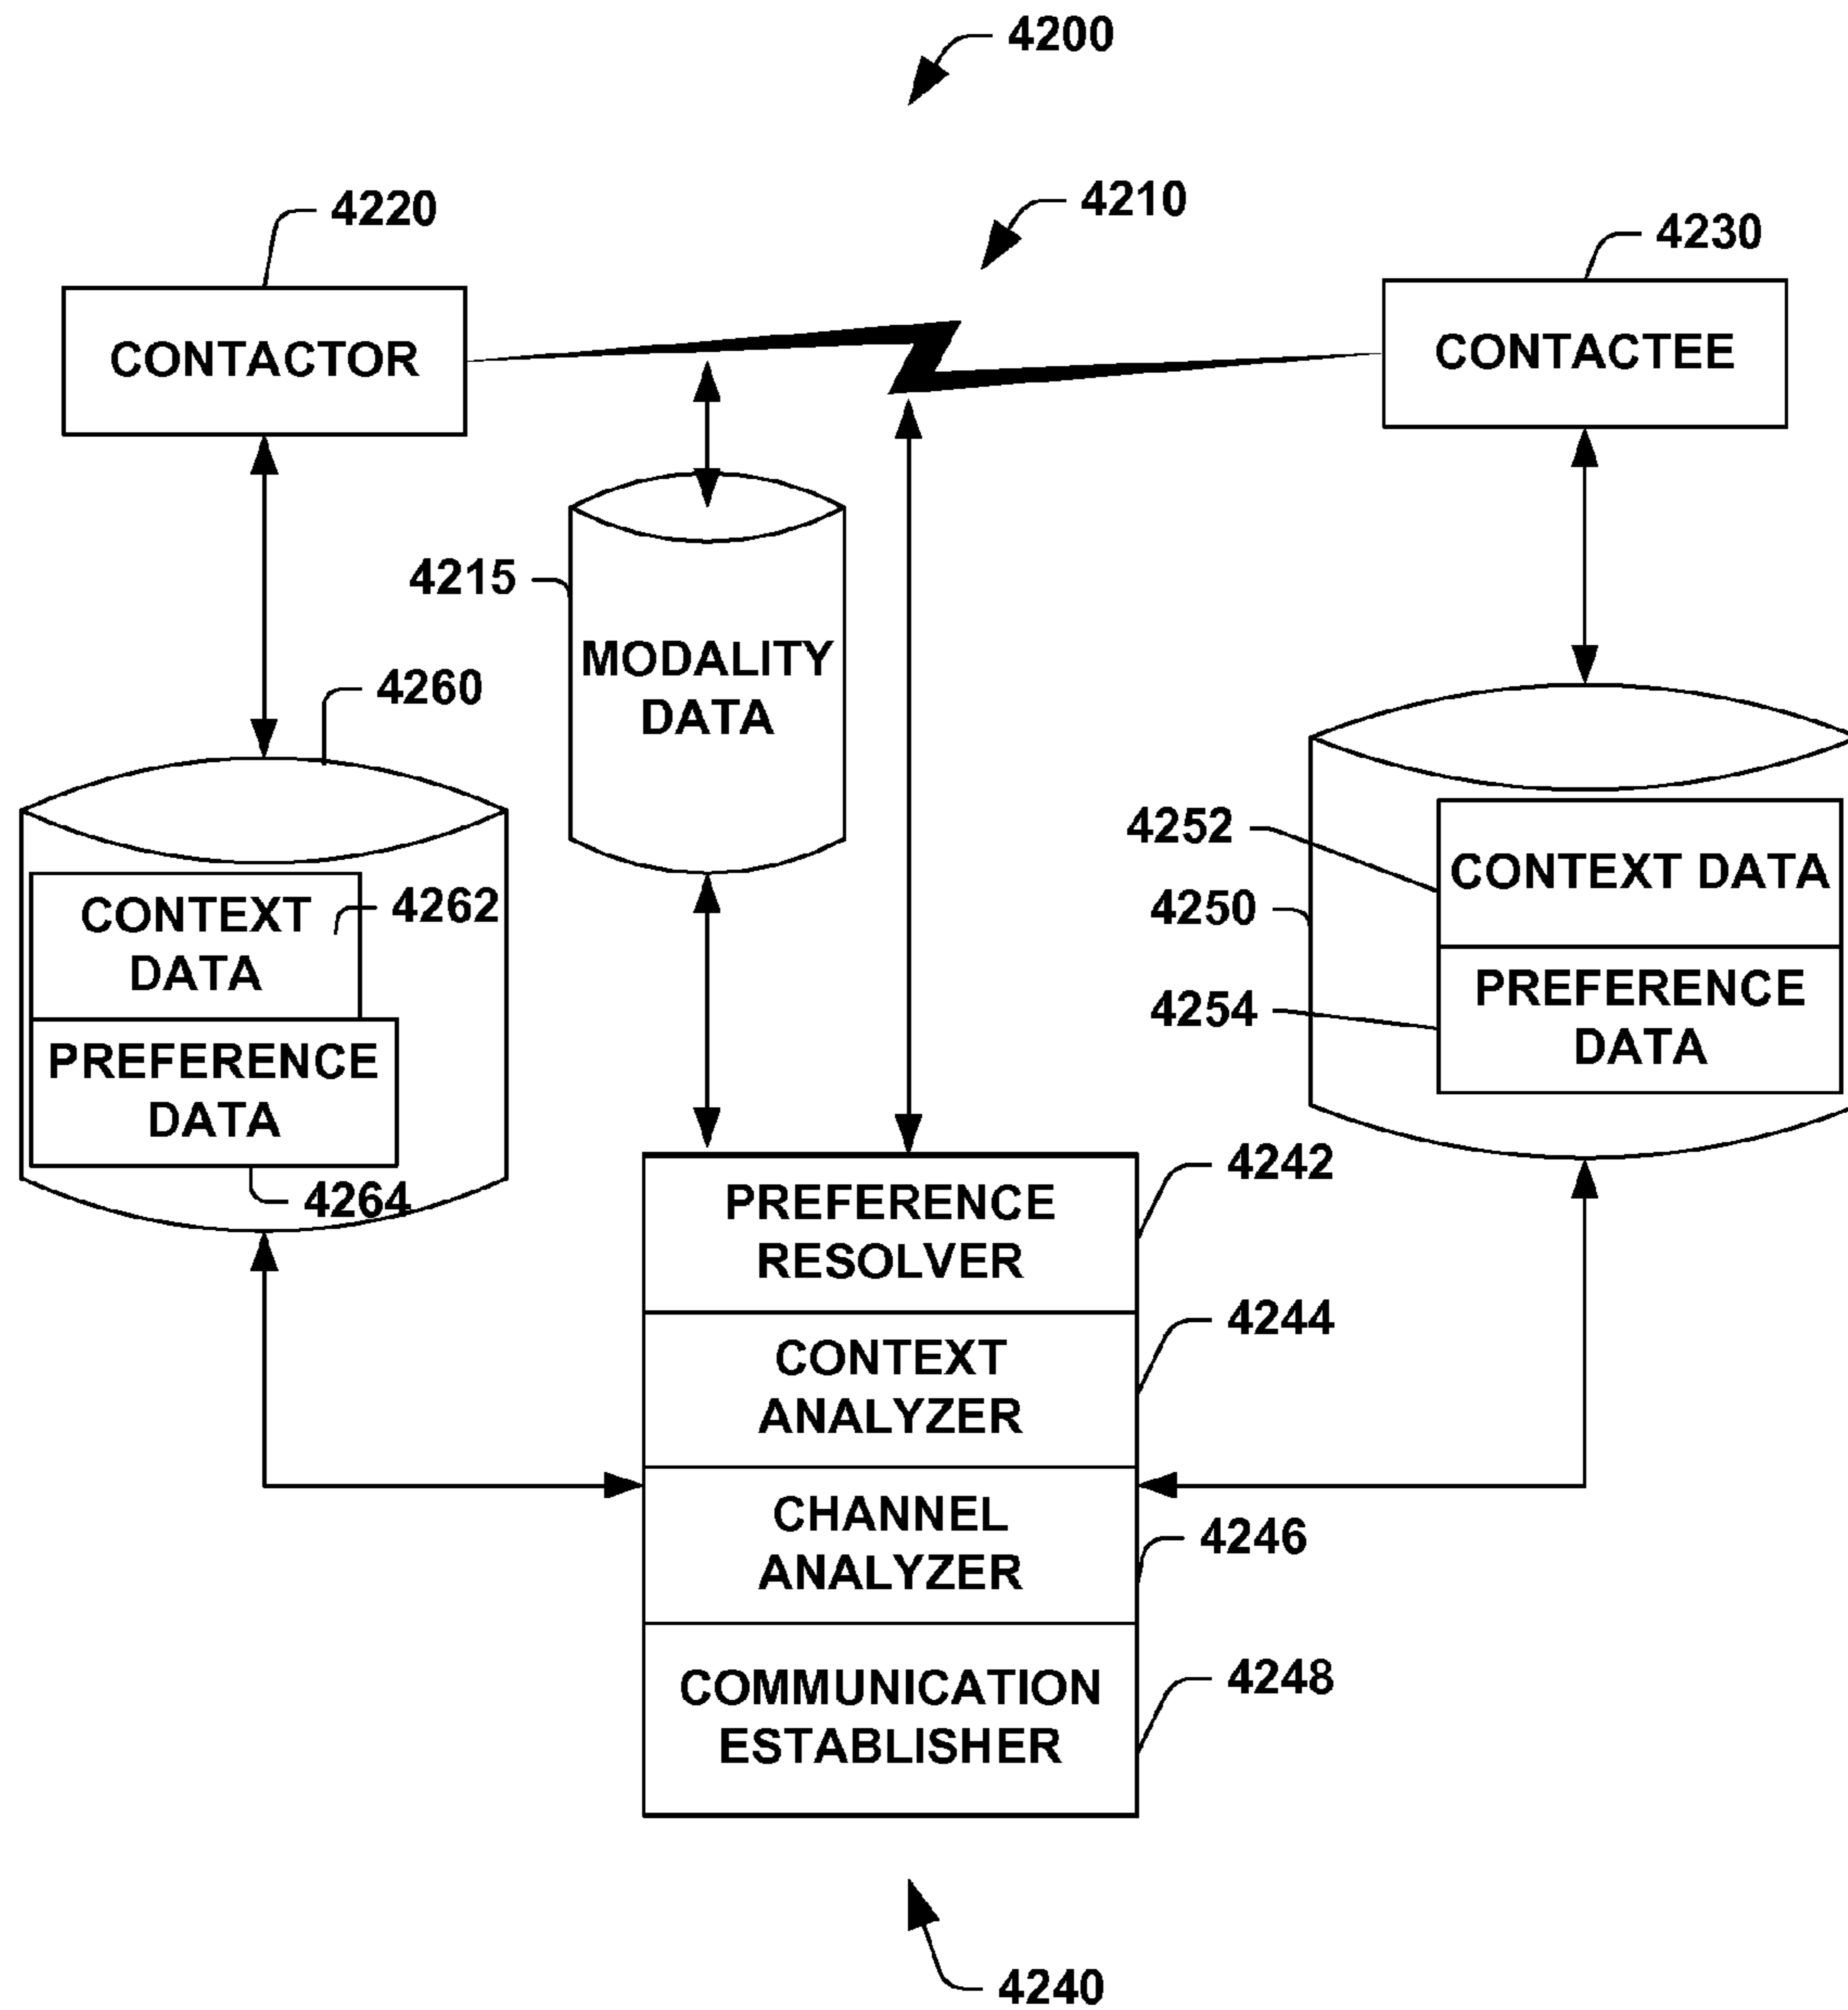 4200
4210
4220
4230
CONTACTOR
CONTACTEE
4215
MODALITY
DATA
4260
4252
CONTEXT DATA
4250
4262
CONTEXT
DATA
4254
PREFERENCE
DATA
PREFERENCE
DATA
4264
4242
PREFERENCE
RESOLVER
4244
CONTEXT
ANALYZER
CHANNEL
ANALYZER
4246
COMMUNICATION
ESTABLISHER
4248
4240